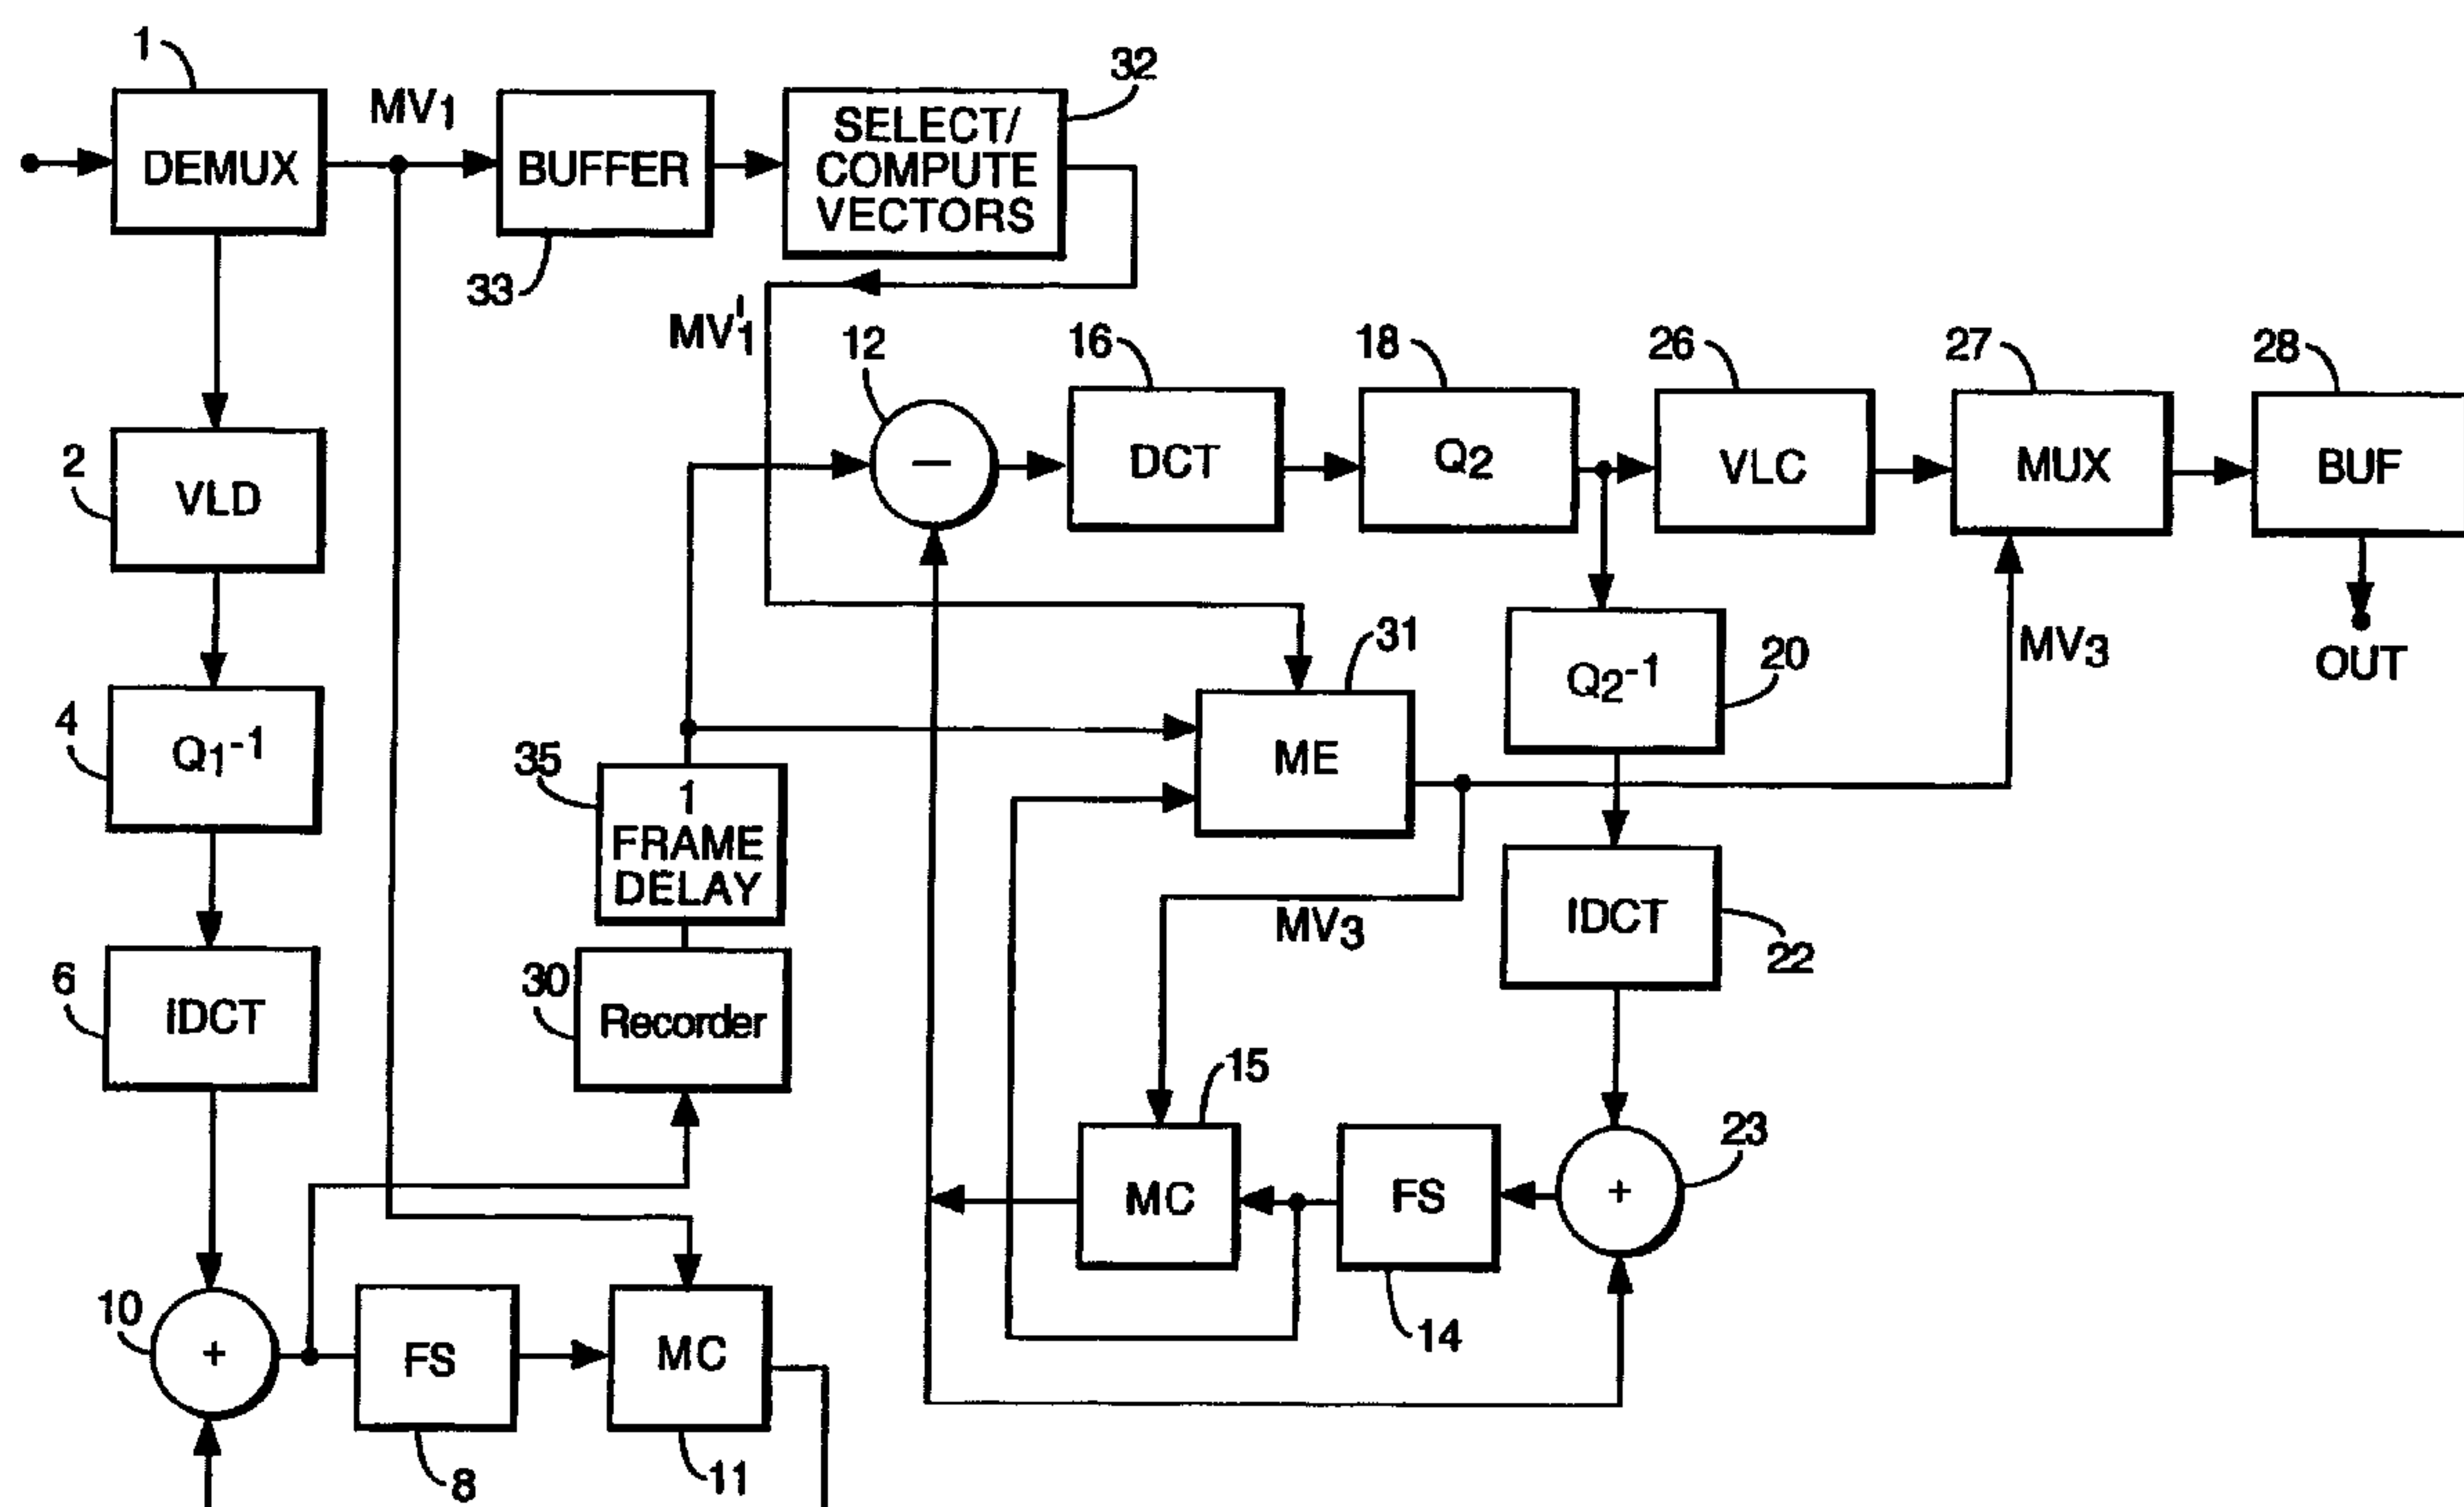 1
MV1
32
DEMUX
BUFFER
SELECT/
COMPUTE
VECTORS
33
MV'1
12
16
18
26
27
28
2
VLD
−
DCT
Q2
VLC
MUX
BUF
31
Q2-1
20
MV3
OUT
4
Q1-1
35
1
FRAME
DELAY
ME
MV3
IDCT
22
6
IDCT
30
Recorder
15
23
MC
FS
+
14
10
+
FS
MC
8
11